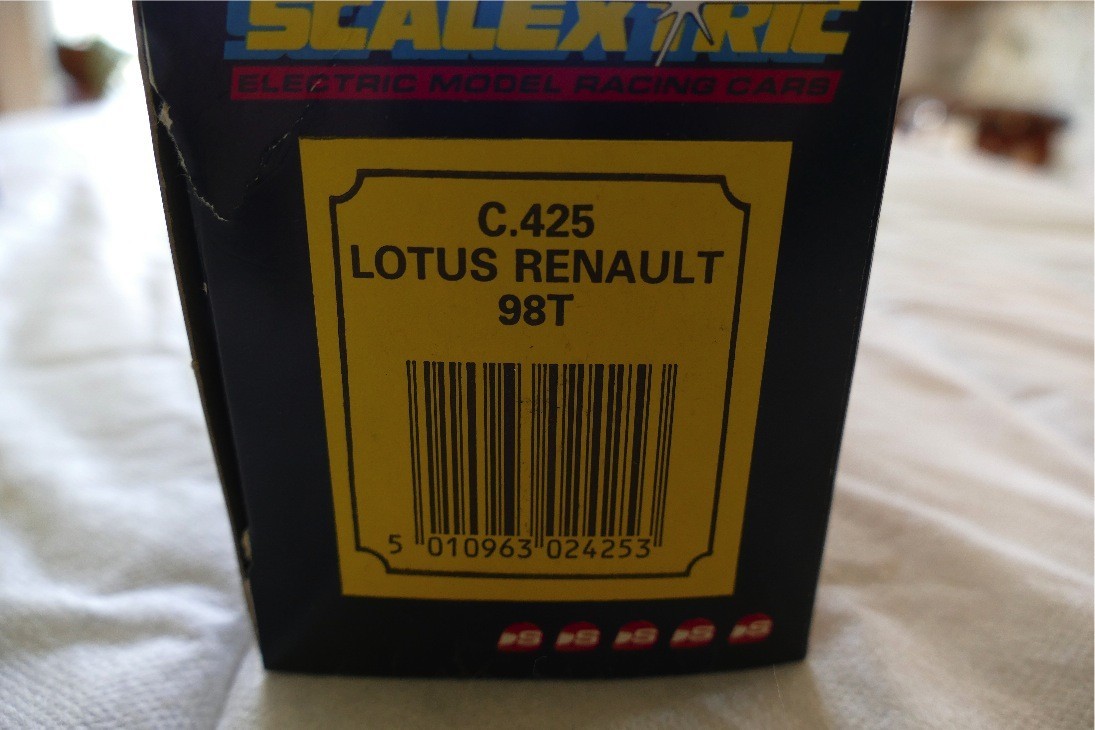 SCALEXTRIC
ELECTRIC MODEL RACING CARS
C.425
LOTUS RENAULT
98T
5 010963 024253
S S S S S